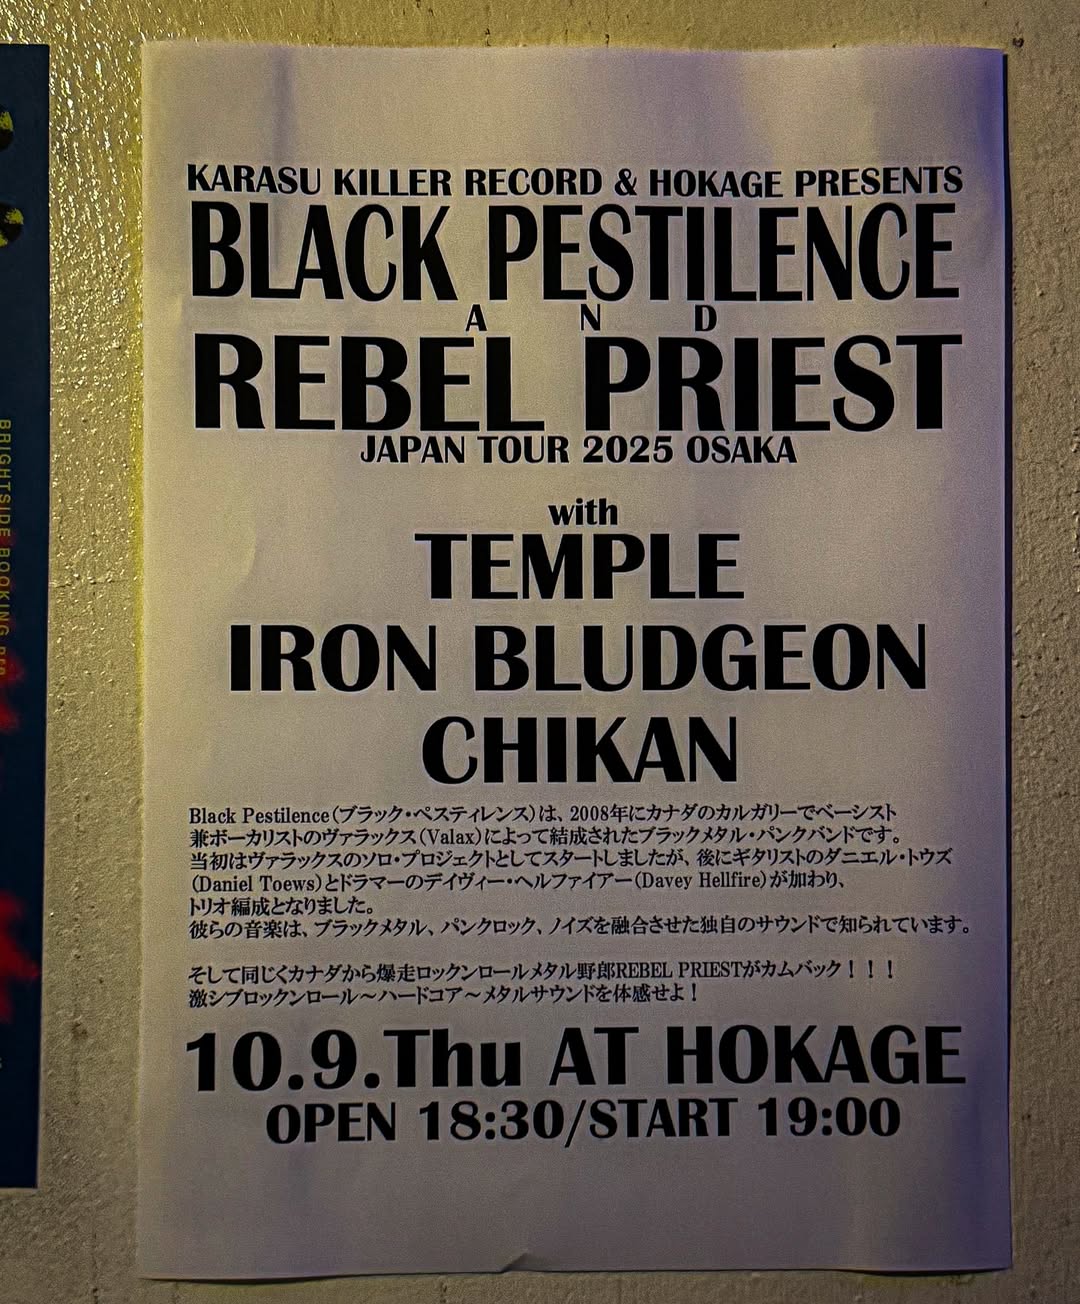 KARASU KILLER RECORD & HOKAGE PRESENTS
BLACK PESTILENCE
AND
REBEL PRIEST
JAPAN TOUR 2025 OSAKA
with
TEMPLE
IRON BLUDGEON
CHIKAN
Black Pestilence(ブラック・ペスティレンス)は、2008年にカナダのカルガリーでベーシスト
兼ボーカリストのヴァラックス(Valax)によって結成されたブラックメタル・パンクバンドです。
当初はヴァラックスのソロ・プロジェクトとしてスタートしましたが、後にギタリストのダニエル・トウズ
(Daniel Toews)とドラマーのデイヴィー・ヘルファイアー(Davey Hellfire)が加わり、
トリオ編成となりました。
彼らの音楽は、ブラックメタル、パンクロック、ノイズを融合させた独自のサウンドで知られています。
そして同じくカナダから爆走ロックンロールメタル野郎REBEL PRIESTがカムバック！！！
激シブロックンロール～ハードコア～メタルサウンドを体感せよ！
10.9.Thu AT HOKAGE
OPEN 18:30/START 19:00
BRIGHTSIDE BOOKING